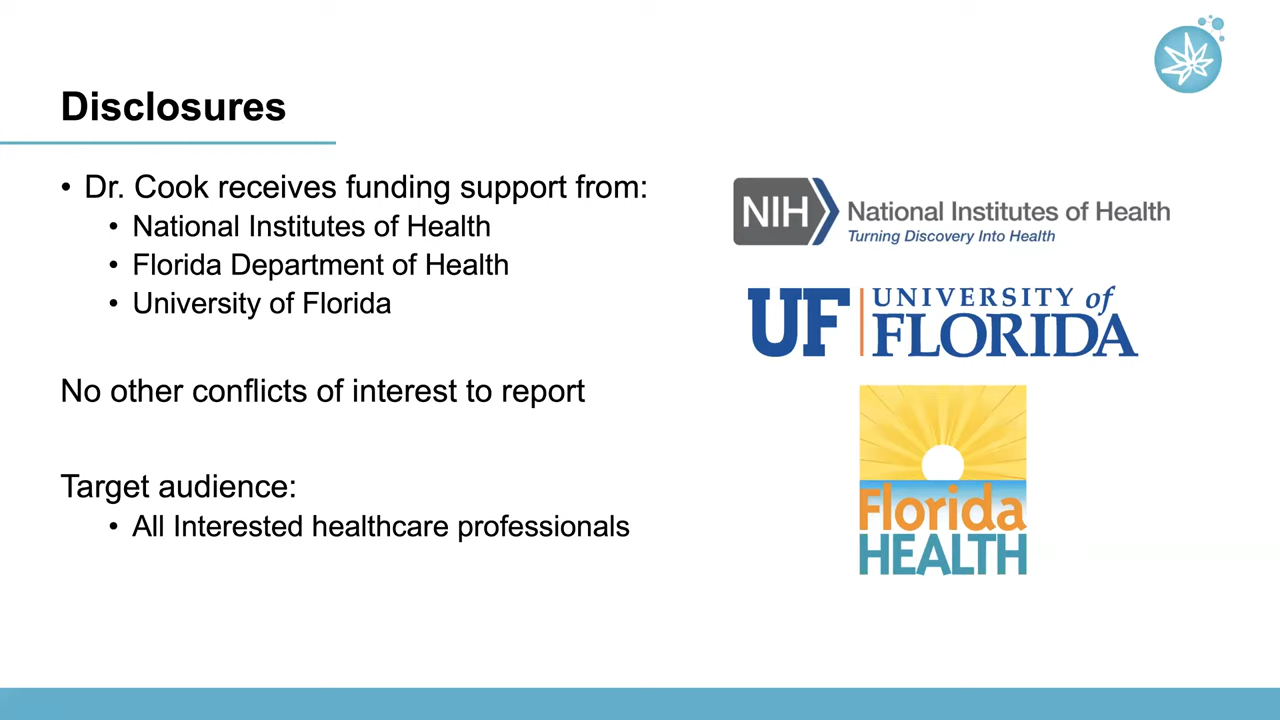 Disclosures
• Dr. Cook receives funding support from:
• National Institutes of Health
• Florida Department of Health
• University of Florida
No other conflicts of interest to report
Target audience:
• All Interested healthcare professionals
NIH National Institutes of Health
Turning Discovery Into Health
UF UNIVERSITY of
FLORIDA
Florida
HEALTH